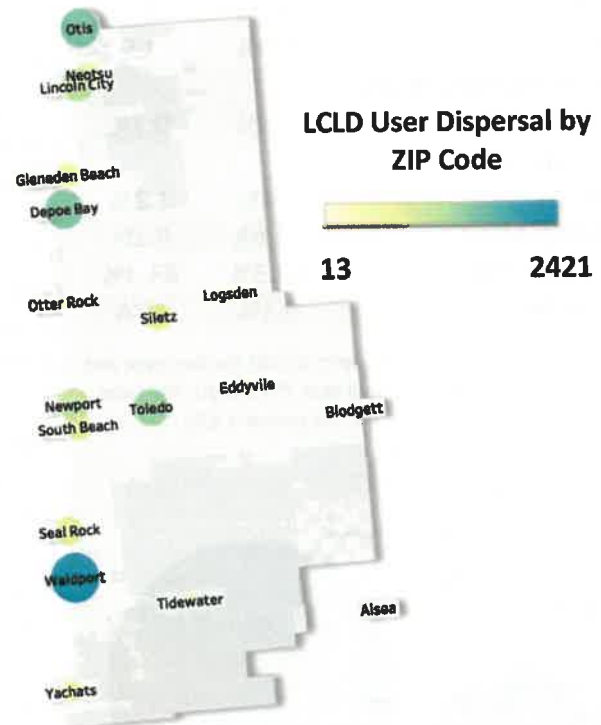 Otis
Neotsu
Lincoln City
LCLD User Dispersal by
ZIP Code
Gleneden Beach
Depoe Bay
13
2421
Otter Rock
Logsden
Siletz
Eddyvile
Newport
Toledo
Blodgett
South Beach
Seal Rock
Waldport
Tidewater
Alsea
Yachats